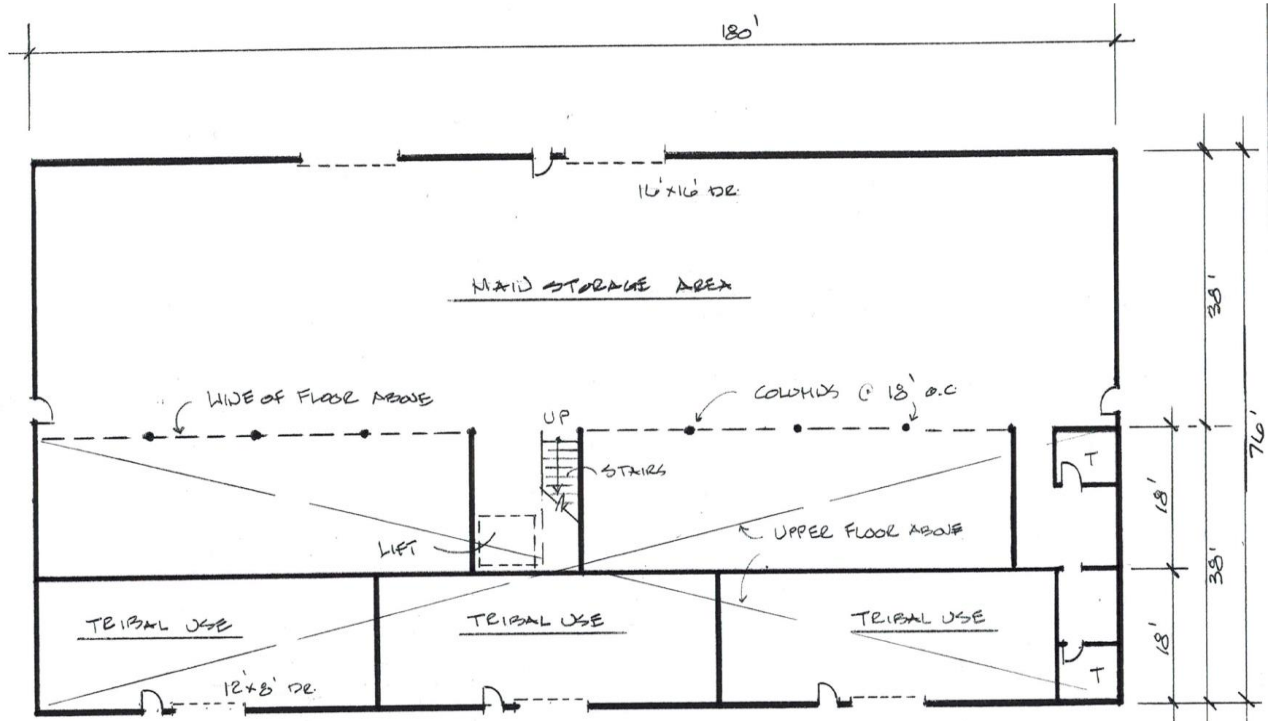 180'
16'x16' DR.
MAIN STORAGE AREA
38'
76'
LINE OF FLOOR ABOVE
COLUMNS @ 18' O.C.
UP
STAIRS
T
18'
LIFT
UPPER FLOOR ABOVE
38'
TRIBAL USE
TRIBAL USE
TRIBAL USE
18'
12'x8' DR.
T